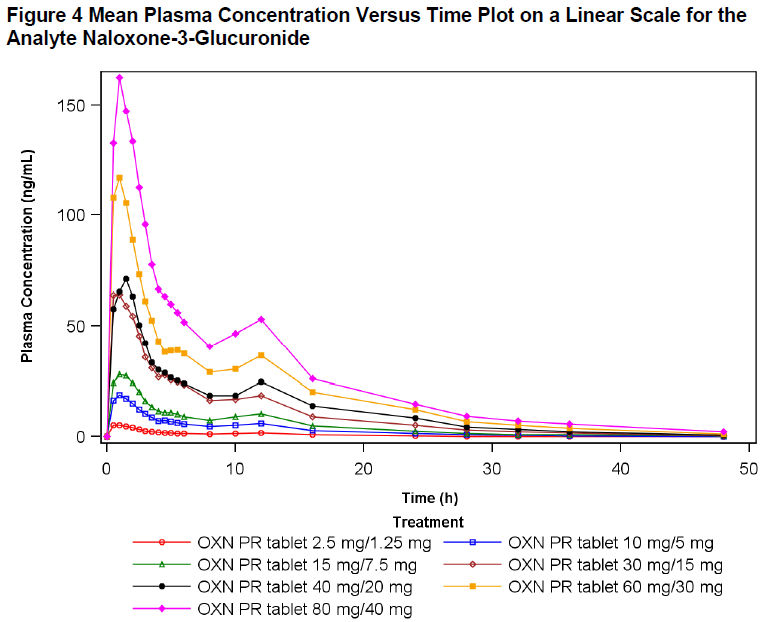 Figure 4 Mean Plasma Concentration Versus Time Plot on a Linear Scale for the
Analyte Naloxone-3-Glucuronide
Plasma Concentration (ng/mL)
150
100
50
0
0 10 20 30 40 50
Time (h)
Treatment
OXN PR tablet 2.5 mg/1.25 mg OXN PR tablet 10 mg/5 mg
OXN PR tablet 15 mg/7.5 mg OXN PR tablet 30 mg/15 mg
OXN PR tablet 40 mg/20 mg OXN PR tablet 60 mg/30 mg
OXN PR tablet 80 mg/40 mg